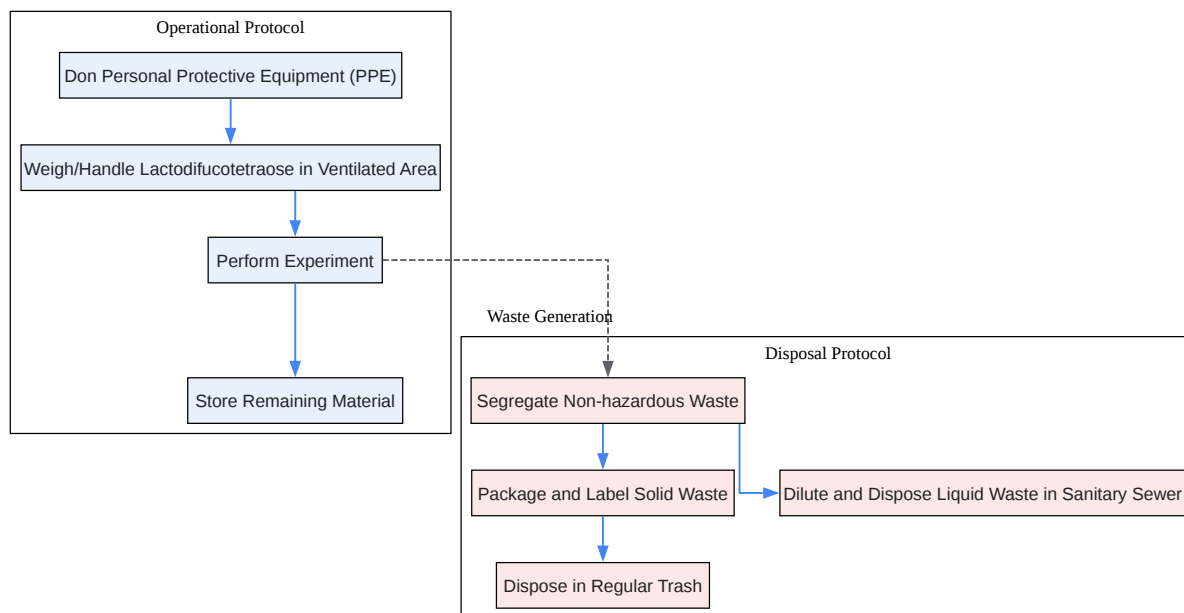 Operational Protocol
Don Personal Protective Equipment (PPE)
Weigh/Handle Lactodifucotetraose in Ventilated Area
Perform Experiment
Store Remaining Material
Waste Generation
Disposal Protocol
Segregate Non-hazardous Waste
Package and Label Solid Waste
Dilute and Dispose Liquid Waste in Sanitary Sewer
Dispose in Regular Trash